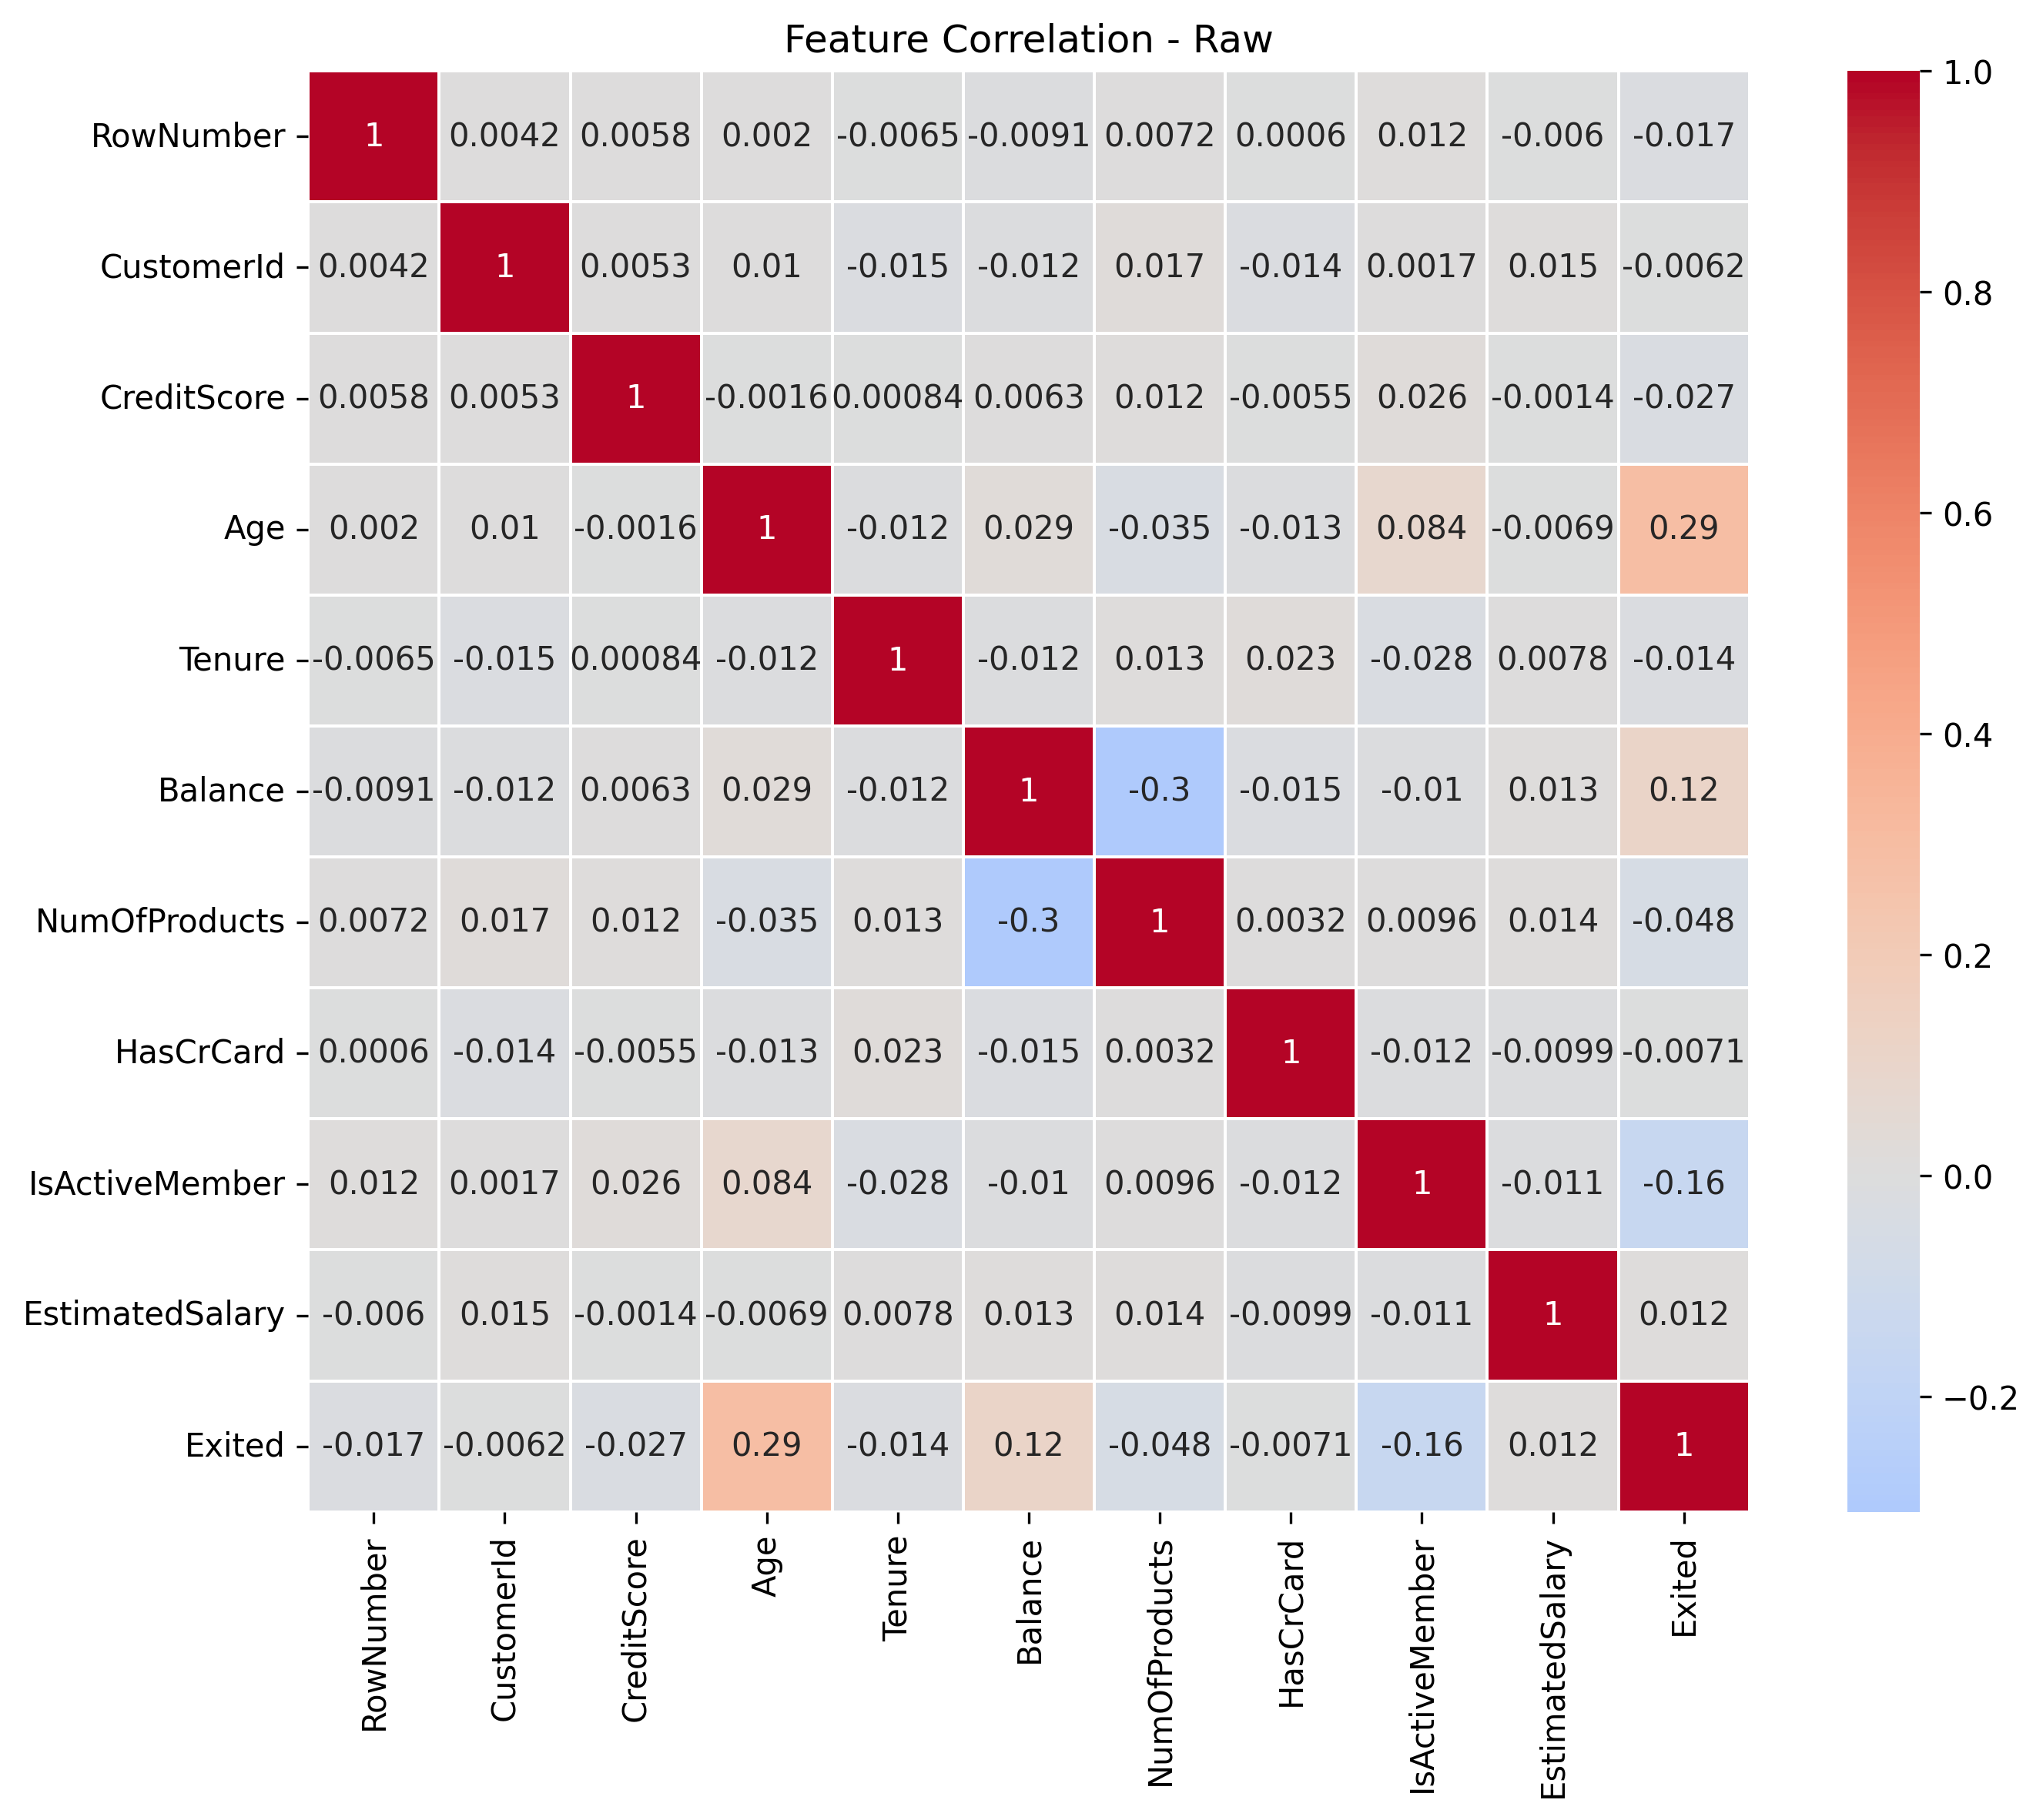 Feature Correlation - Raw
RowNumber 1 0.0042 0.0058 0.002 -0.0065 -0.0091 0.0072 0.0006 0.012 -0.006 -0.017
CustomerId 0.0042 1 0.0053 0.01 -0.015 -0.012 0.017 -0.014 0.0017 0.015 -0.0062
CreditScore 0.0058 0.0053 1 -0.0016 0.00084 0.0063 0.012 -0.0055 0.026 -0.0014 -0.027
Age 0.002 0.01 -0.0016 1 -0.012 0.029 -0.035 -0.013 0.084 -0.0069 0.29
Tenure -0.0065 -0.015 0.00084 -0.012 1 -0.012 0.013 0.023 -0.028 0.0078 -0.014
Balance -0.0091 -0.012 0.0063 0.029 -0.012 1 -0.3 -0.015 -0.01 0.013 0.12
NumOfProducts 0.0072 0.017 0.012 -0.035 0.013 -0.3 1 0.0032 0.0096 0.014 -0.048
HasCrCard 0.0006 -0.014 -0.0055 -0.013 0.023 -0.015 0.0032 1 -0.012 -0.0099 -0.0071
IsActiveMember 0.012 0.0017 0.026 0.084 -0.028 -0.01 0.0096 -0.012 1 -0.011 -0.16
EstimatedSalary -0.006 0.015 -0.0014 -0.0069 0.0078 0.013 0.014 -0.0099 -0.011 1 0.012
Exited -0.017 -0.0062 -0.027 0.29 -0.014 0.12 -0.048 -0.0071 -0.16 0.012 1
RowNumber CustomerId CreditScore Age Tenure Balance NumOfProducts HasCrCard IsActiveMember EstimatedSalary Exited
1.0
0.8
0.6
0.4
0.2
0.0
−0.2